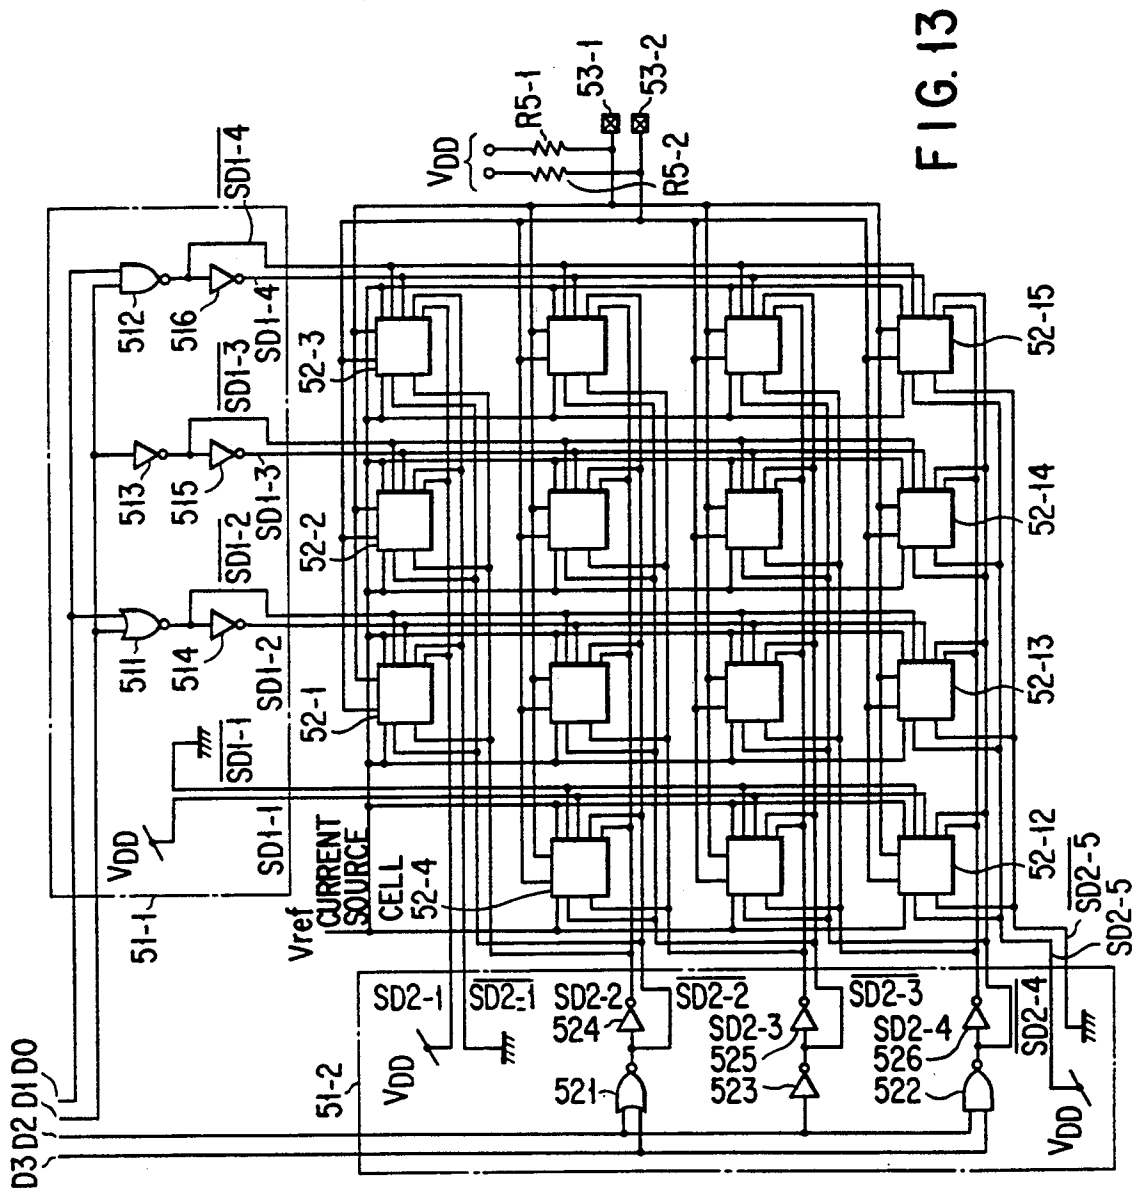 FIG. 13
D3 D2 D1 D0
51-1
VDD
SD1-1
SD1-1
511
514
SD1-2
SD1-2
513
515
SD1-3
SD1-3
512
516
SD1-4
SD1-4
VDD
R5-1
R5-2
53-1
53-2
Vref
CURRENT
SOURCE
CELL
52-4
52-1
52-2
52-3
52-12
52-13
52-14
52-15
51-2
VDD
SD2-1
SD2-1
521
524
SD2-2
SD2-2
523
525
SD2-3
SD2-3
522
526
SD2-4
SD2-4
VDD
SD2-5
SD2-5